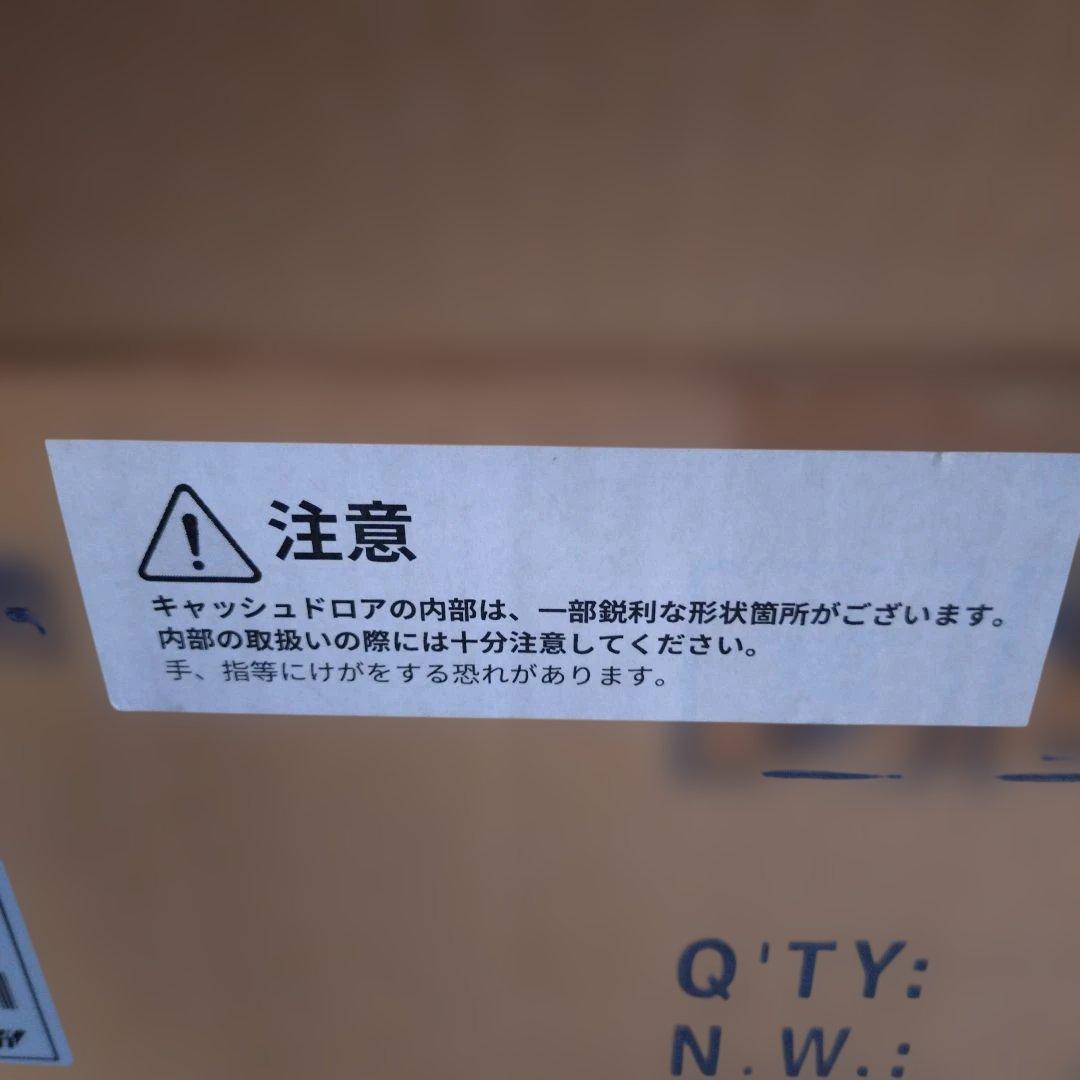 注意
キャッシュドロアの内部は、一部鋭利な形状箇所がございます。
内部の取扱いの際には十分注意してください。
手、指等にけがをする恐れがあります。
Q'TY:
N.W.: